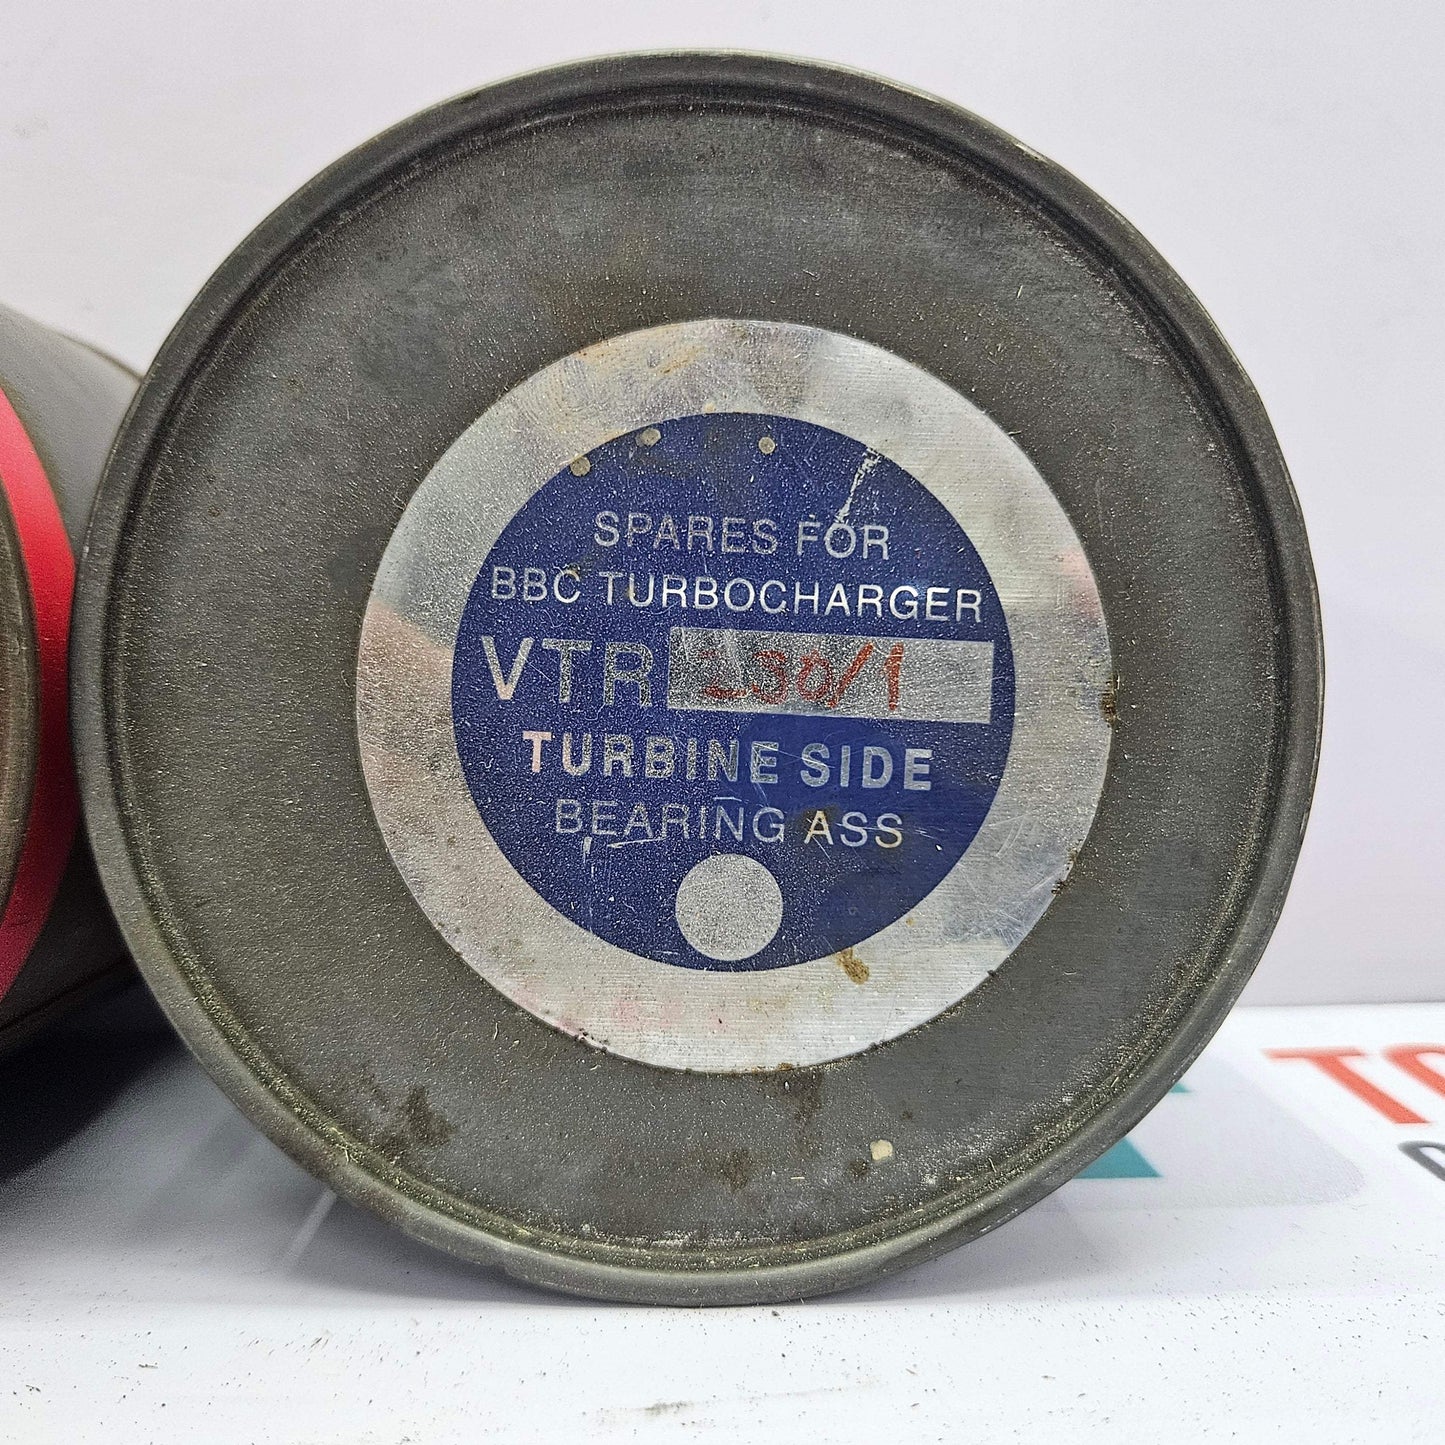 SPARES FOR
BBC TURBOCHARGER
VTR 230/1
TURBINE SIDE
BEARING ASS